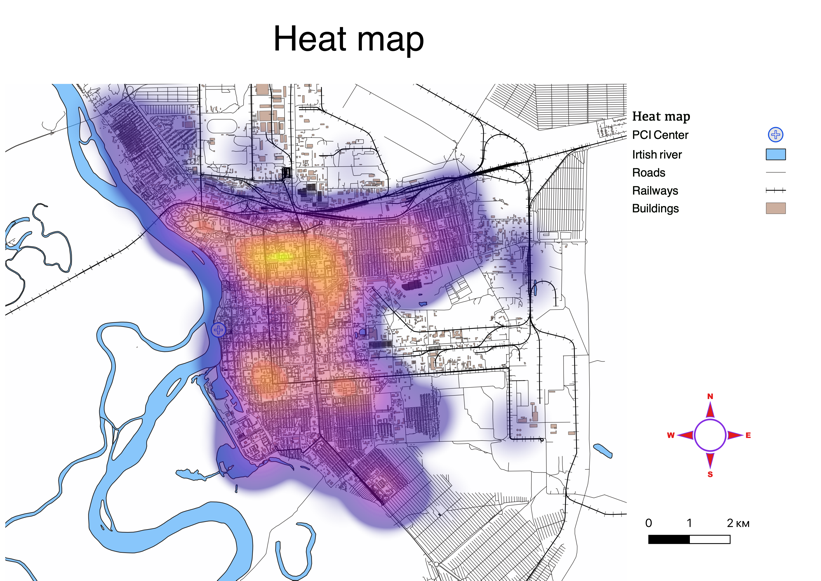 Heat map
Heat map
PCI Center
Irtish river
Roads
Railways
Buildings
N
W E
S
0 1 2 км